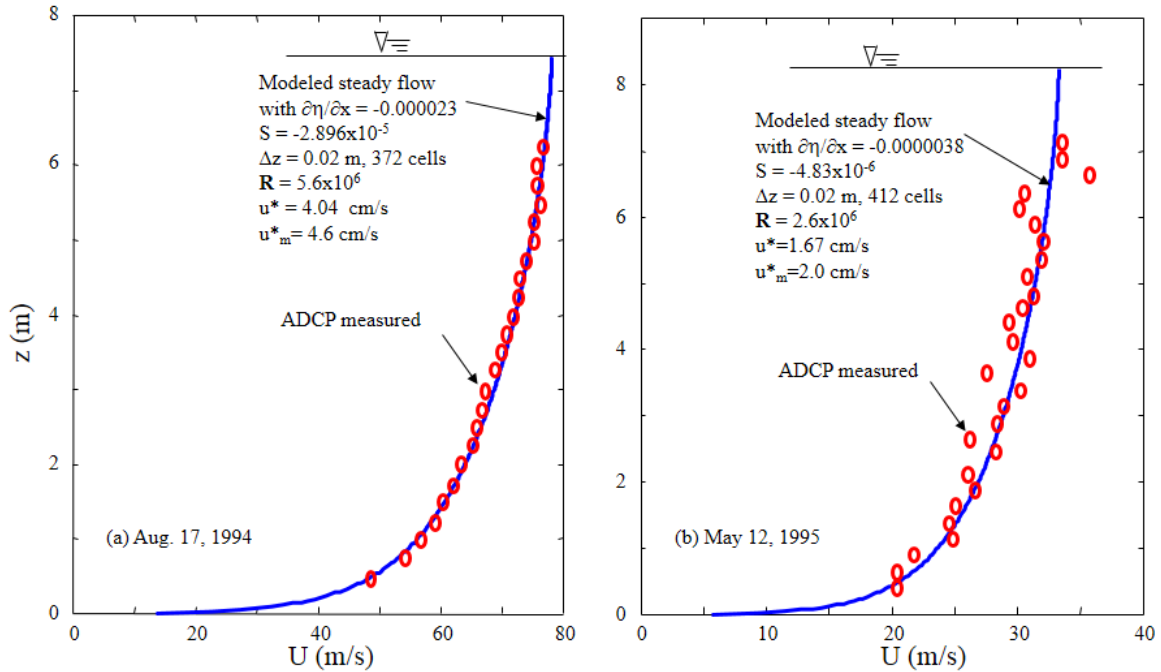 8
6
4
2
0
z (m)
Modeled steady flow
with ∂η/∂x = -0.000023
S = -2.896x10⁻⁵
Δz = 0.02 m, 372 cells
R = 5.6x10⁶
u* = 4.04 cm/s
u*ₘ= 4.6 cm/s
ADCP measured
(a) Aug. 17, 1994
0 20 40 60 80
U (m/s)
8
6
4
2
0
Modeled steady flow
with ∂η/∂x = -0.0000038
S = -4.83x10⁻⁶
Δz = 0.02 m, 412 cells
R = 2.6x10⁶
u*=1.67 cm/s
u*ₘ=2.0 cm/s
ADCP measured
(b) May 12, 1995
0 10 20 30 40
U (m/s)